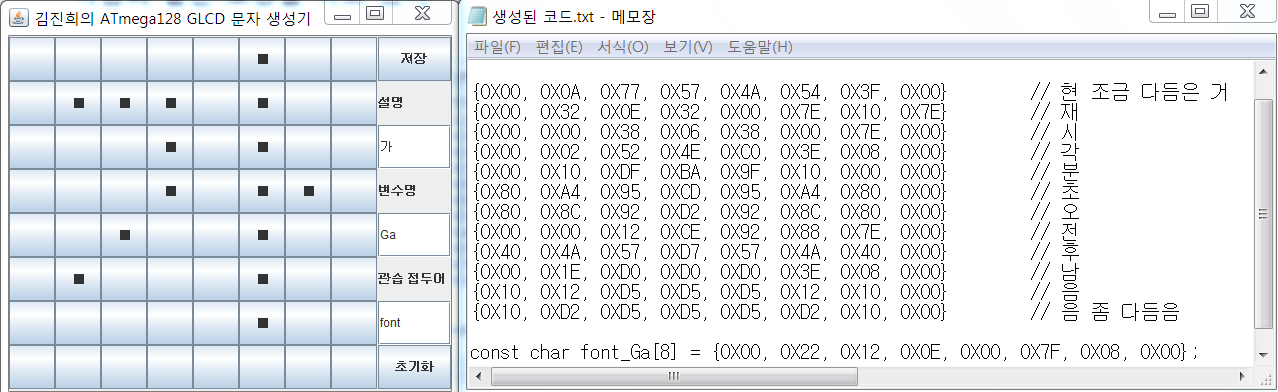 김진희의 ATmega128 GLCD 문자 생성기
저장
설명
가
변수명
Ga
관습 접두어
font
초기화
생성된 코드.txt - 메모장
파일(F) 편집(E) 서식(O) 보기(V) 도움말(H)
{0X00, 0X0A, 0X77, 0X57, 0X4A, 0X54, 0X3F, 0X00} // 현 조금 다듬은 거
{0X00, 0X32, 0X0E, 0X32, 0X00, 0X7E, 0X10, 0X7E} // 재
{0X00, 0X00, 0X38, 0X06, 0X38, 0X00, 0X7E, 0X00} // 시
{0X00, 0X02, 0X52, 0X4E, 0XC0, 0X3E, 0X08, 0X00} // 각
{0X00, 0X10, 0XDF, 0XBA, 0X9F, 0X10, 0X00, 0X00} // 분
{0X80, 0XA4, 0X95, 0XCD, 0X95, 0XA4, 0X80, 0X00} // 초
{0X80, 0X8C, 0X92, 0XD2, 0X92, 0X8C, 0X80, 0X00} // 오
{0X00, 0X00, 0X12, 0XCE, 0X92, 0X88, 0X7E, 0X00} // 전
{0X40, 0X4A, 0X57, 0XD7, 0X57, 0X4A, 0X40, 0X00} // 후
{0X00, 0X1E, 0XD0, 0XD0, 0XD0, 0X3E, 0X08, 0X00} // 남
{0X10, 0X12, 0XD5, 0XD5, 0XD5, 0X12, 0X10, 0X00} // 음
{0X10, 0XD2, 0XD5, 0XD5, 0XD5, 0XD2, 0X10, 0X00} // 음 좀 다듬음
const char font_Ga[8] = {0X00, 0X22, 0X12, 0X0E, 0X00, 0X7F, 0X08, 0X00};